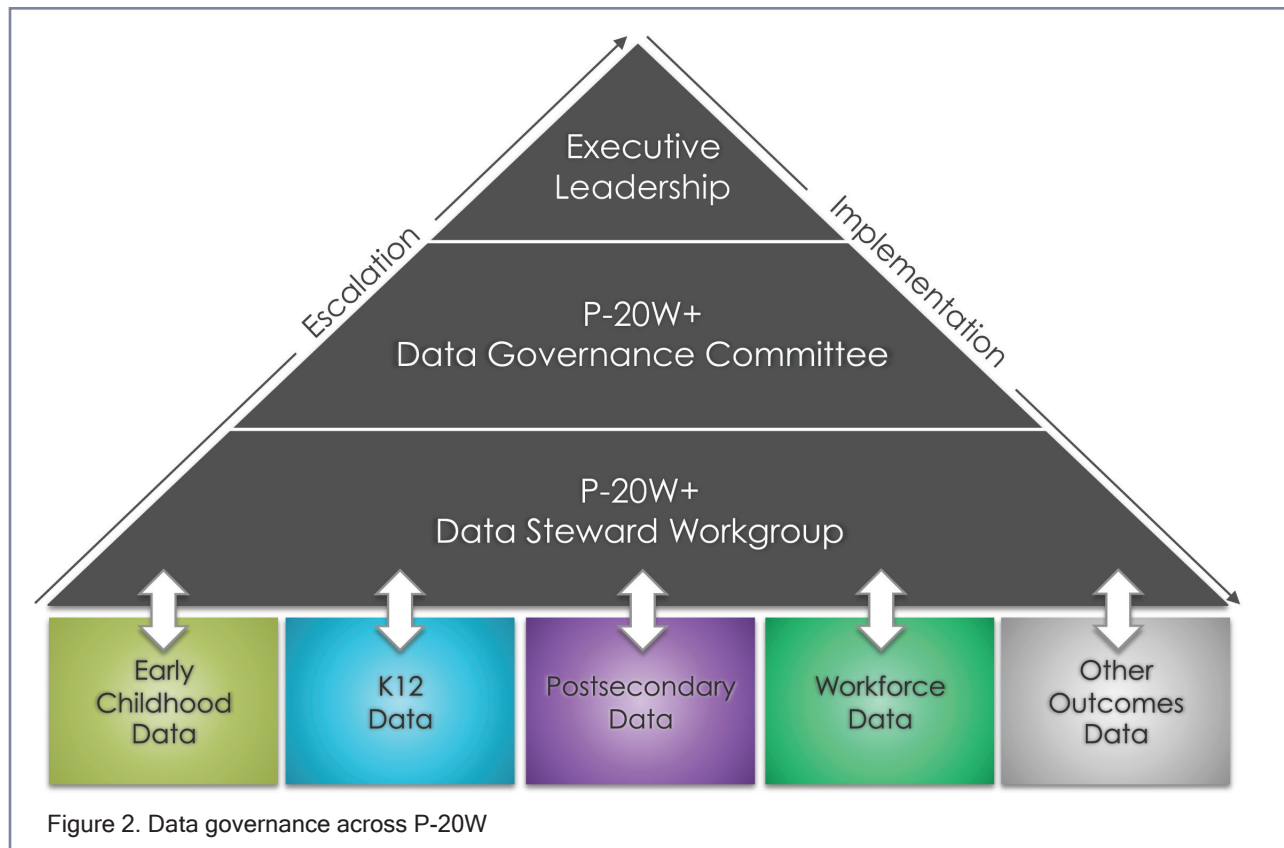 Executive
Leadership
Escalation
Implementation
P-20W+
Data Governance Committee
P-20W+
Data Steward Workgroup
Early
Childhood
Data
K12
Data
Postsecondary
Data
Workforce
Data
Other
Outcomes
Data
Figure 2. Data governance across P-20W